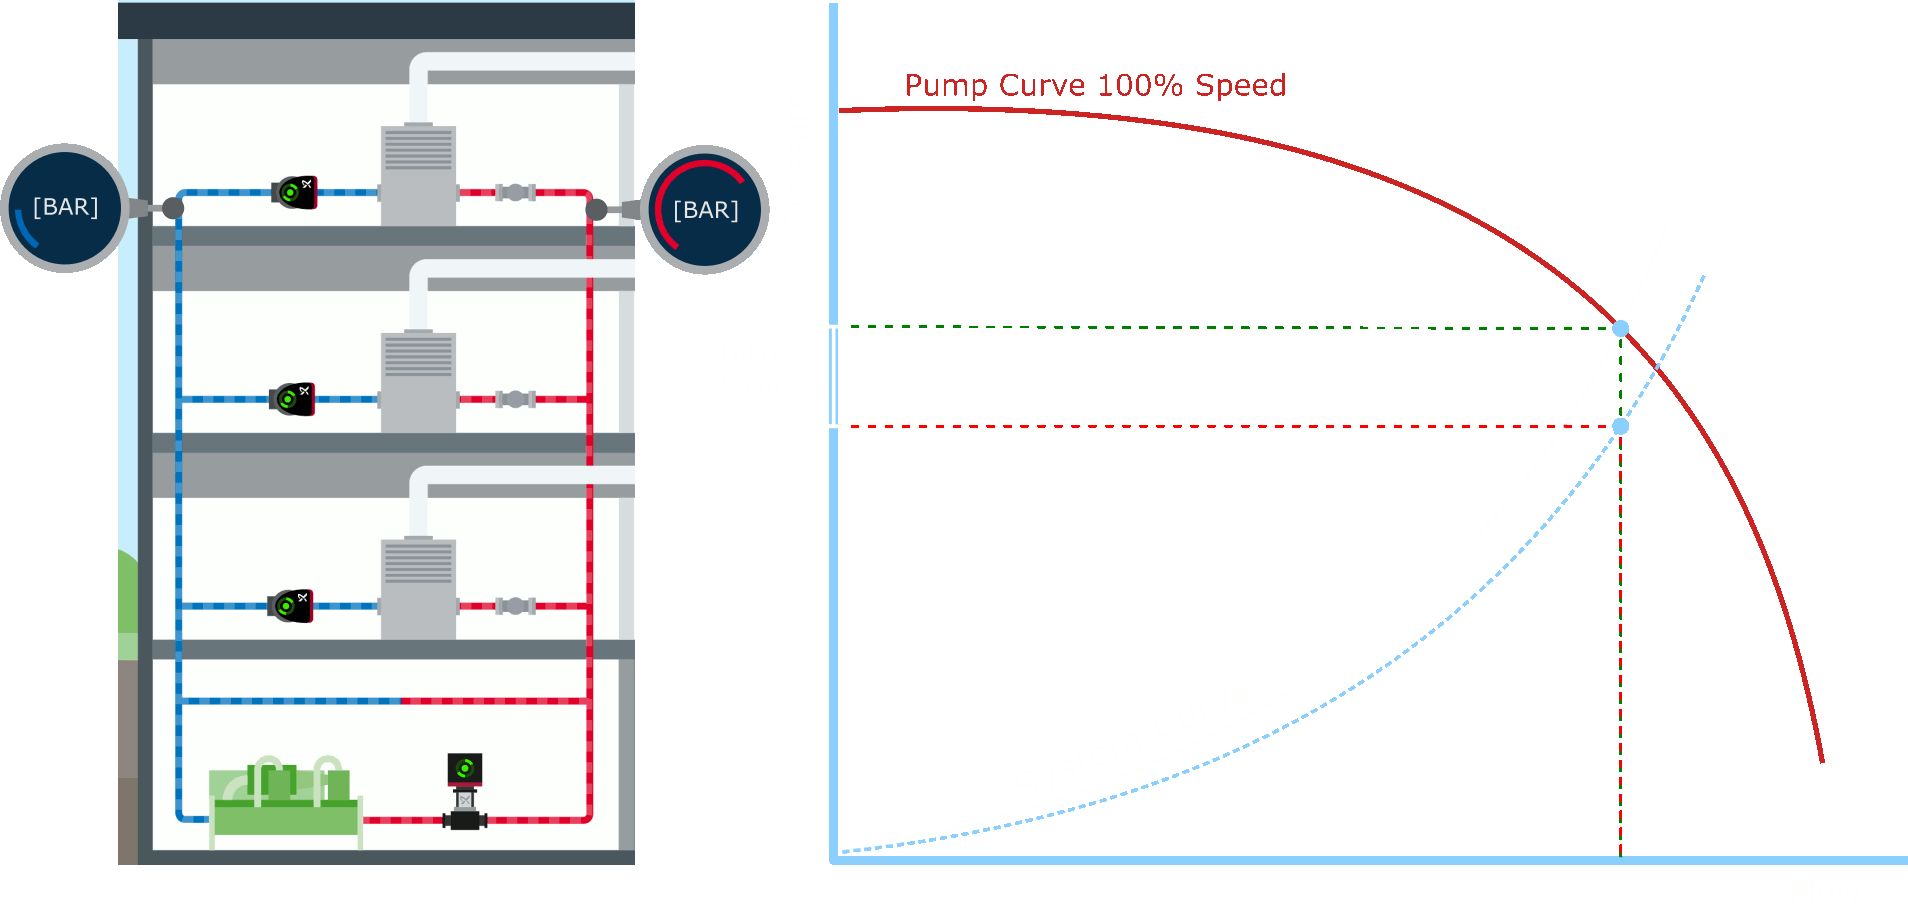 Pump Curve 100% Speed
[BAR]
[BAR]